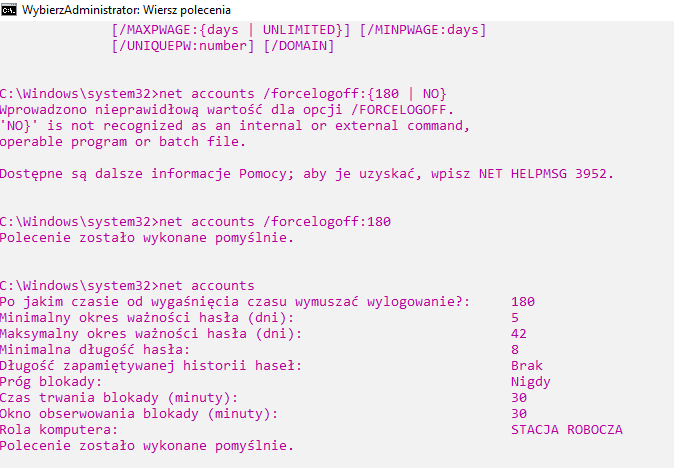 WybierzAdministrator: Wiersz polecenia
[/MAXPWAGE:{days | UNLIMITED}] [/MINPWAGE:days]
[/UNIQUEPW:number] [/DOMAIN]
C:\Windows\system32>net accounts /forcelogoff:{180 | NO}
Wprowadzono nieprawidłową wartość dla opcji /FORCELOGOFF.
'NO}' is not recognized as an internal or external command,
operable program or batch file.
Dostępne są dalsze informacje Pomocy; aby je uzyskać, wpisz NET HELPMSG 3952.
C:\Windows\system32>net accounts /forcelogoff:180
Polecenie zostało wykonane pomyślnie.
C:\Windows\system32>net accounts
Po jakim czasie od wygaśnięcia czasu wymuszać wylogowanie?: 180
Minimalny okres ważności hasła (dni): 5
Maksymalny okres ważności hasła (dni): 42
Minimalna długość hasła: 8
Długość zapamiętywanej historii haseł: Brak
Próg blokady: Nigdy
Czas trwania blokady (minuty): 30
Okno obserwowania blokady (minuty): 30
Rola komputera: STACJA ROBOCZA
Polecenie zostało wykonane pomyślnie.